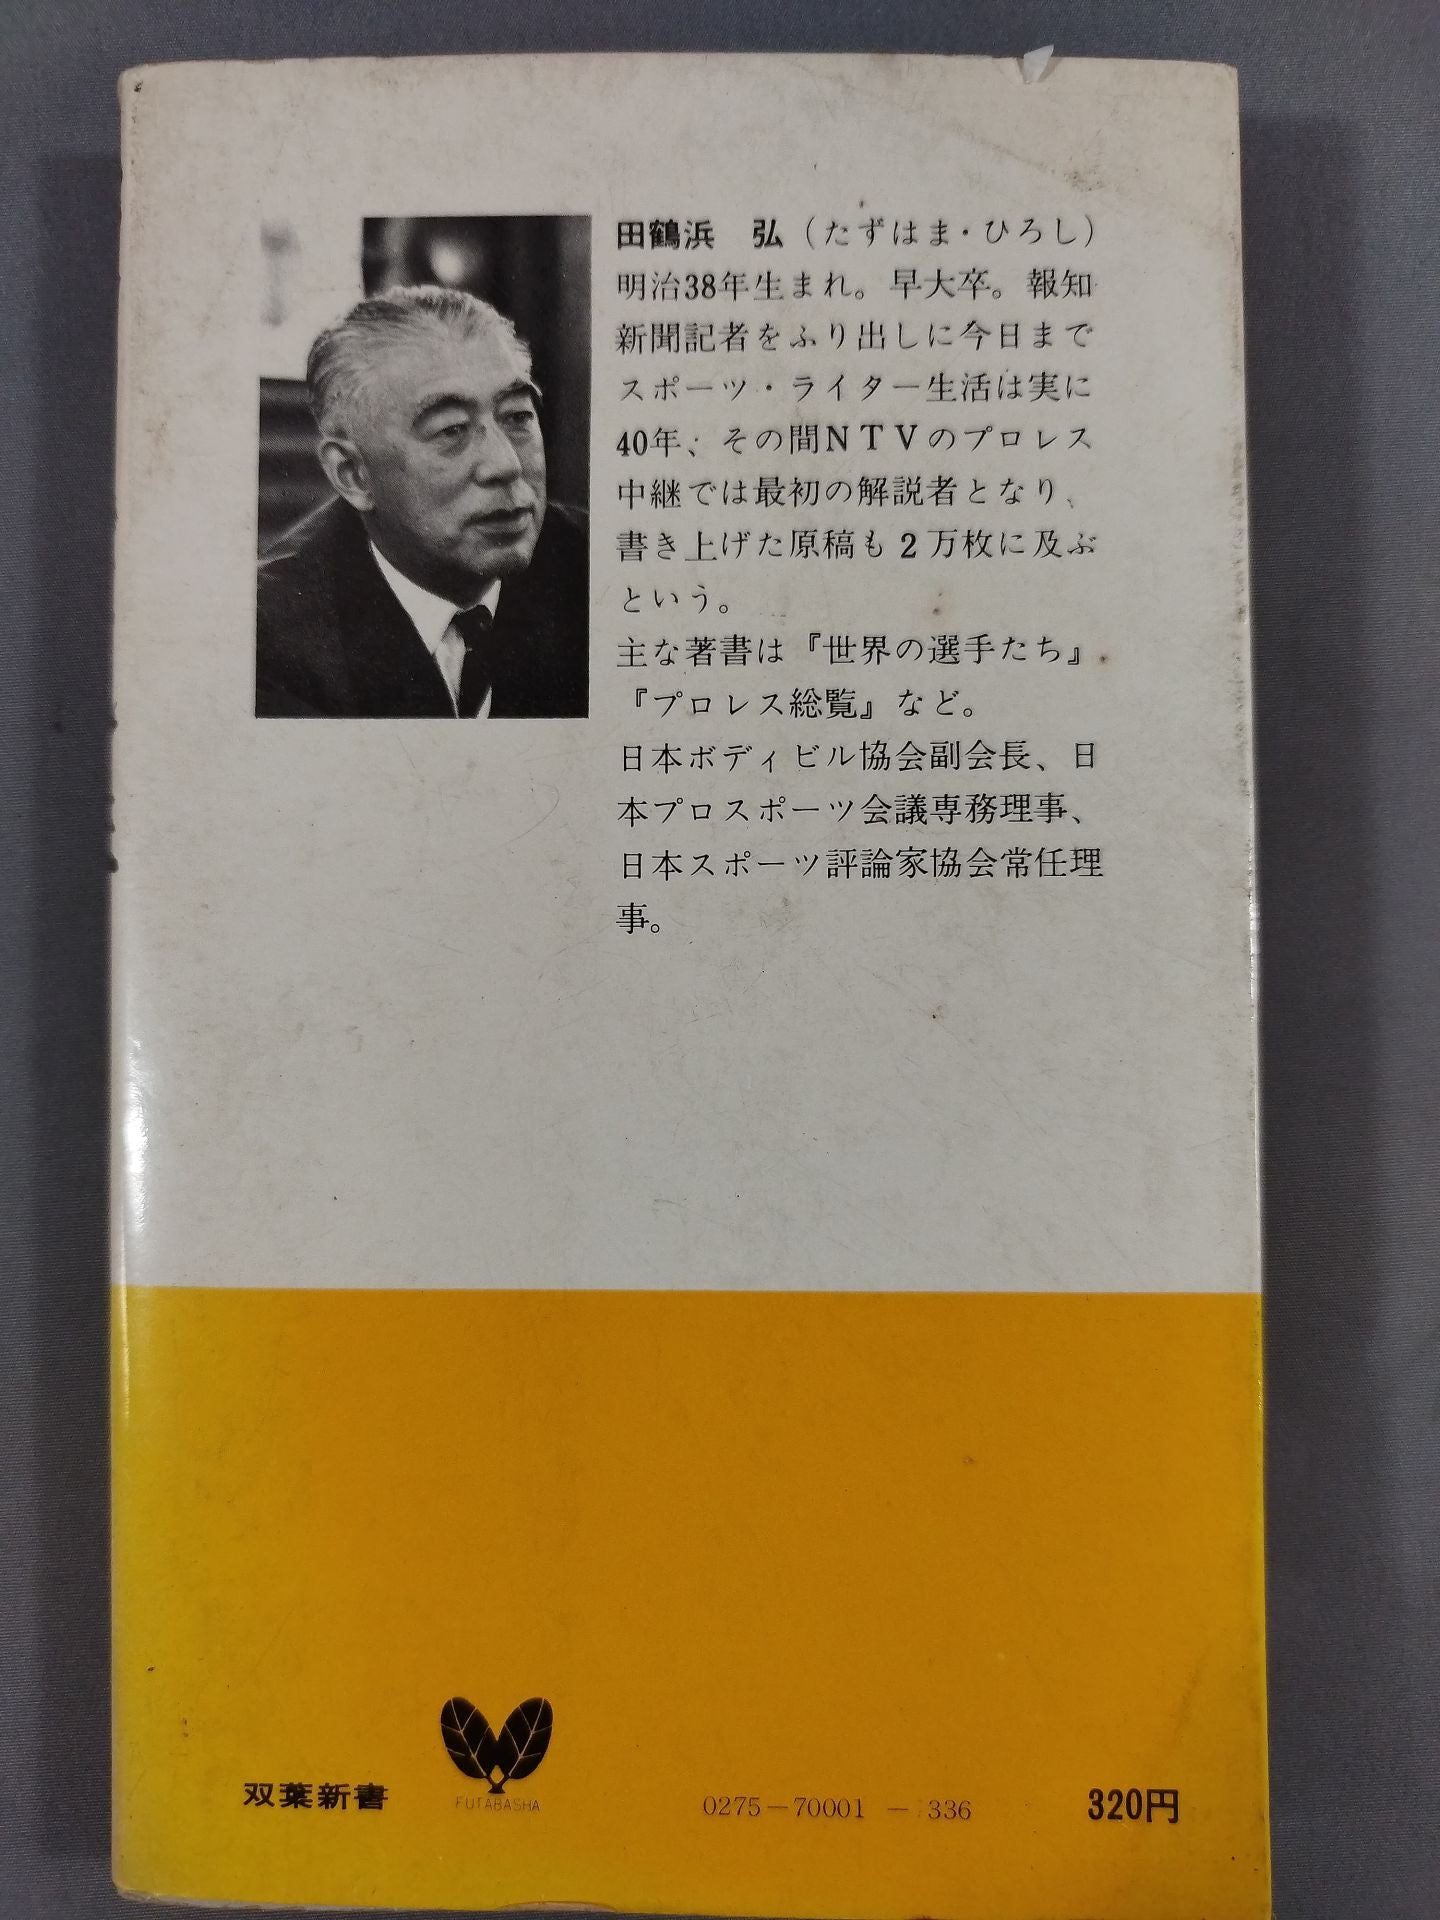 田鶴浜 弘(たずはま・ひろし)
明治38年生まれ。早大卒。報知
新聞記者をふり出しに今日まで
スポーツ・ライター生活は実に
40年、その間NTVのプロレス
中継では最初の解説者となり、
書き上げた原稿も2万枚に及ぶ
という。
主な著書は『世界の選手たち』
『プロレス総覧』など。
日本ボディビル協会副会長、日
本プロスポーツ会議専務理事、
日本スポーツ評論家協会常任理
事。
双葉新書
FUTABASHA
0275-70001-336
320円